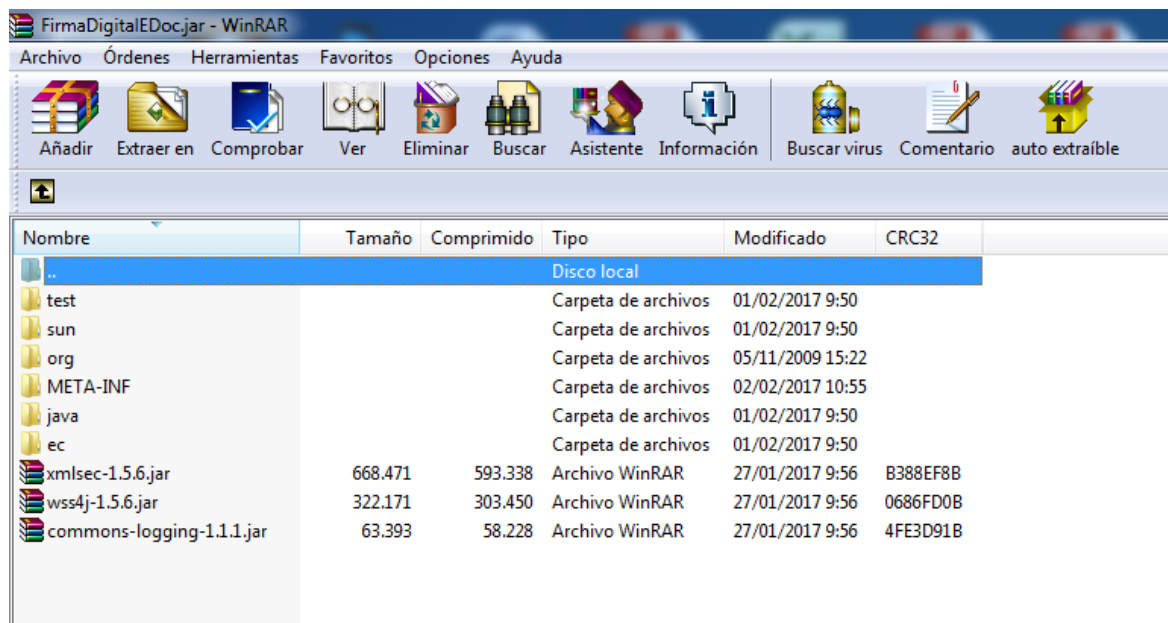 FirmaDigitalEDoc.jar - WinRAR
Archivo Órdenes Herramientas Favoritos Opciones Ayuda
Añadir Extraer en Comprobar Ver Eliminar Buscar Asistente Información Buscar virus Comentario auto extraíble
Nombre Tamaño Comprimido Tipo Modificado CRC32
.. Disco local
test Carpeta de archivos 01/02/2017 9:50
sun Carpeta de archivos 01/02/2017 9:50
org Carpeta de archivos 05/11/2009 15:22
META-INF Carpeta de archivos 02/02/2017 10:55
java Carpeta de archivos 01/02/2017 9:50
ec Carpeta de archivos 01/02/2017 9:50
xmlsec-1.5.6.jar 668.471 593.338 Archivo WinRAR 27/01/2017 9:56 B388EF8B
wss4j-1.5.6.jar 322.171 303.450 Archivo WinRAR 27/01/2017 9:56 0686FD0B
commons-logging-1.1.1.jar 63.393 58.228 Archivo WinRAR 27/01/2017 9:56 4FE3D91B